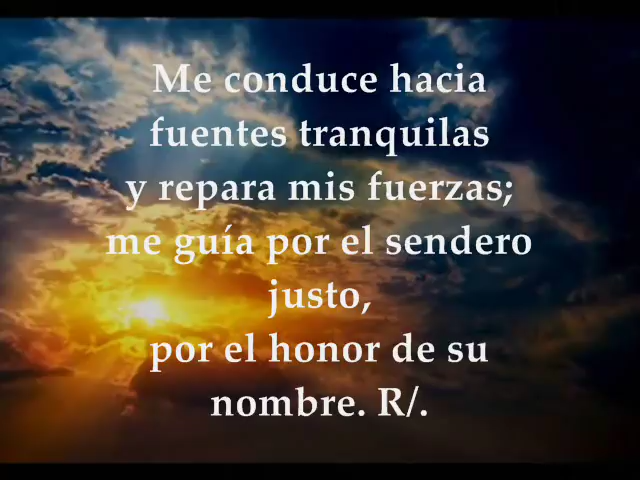 Me conduce hacia
fuentes tranquilas
y repara mis fuerzas;
me guía por el sendero
justo,
por el honor de su
nombre. R/.